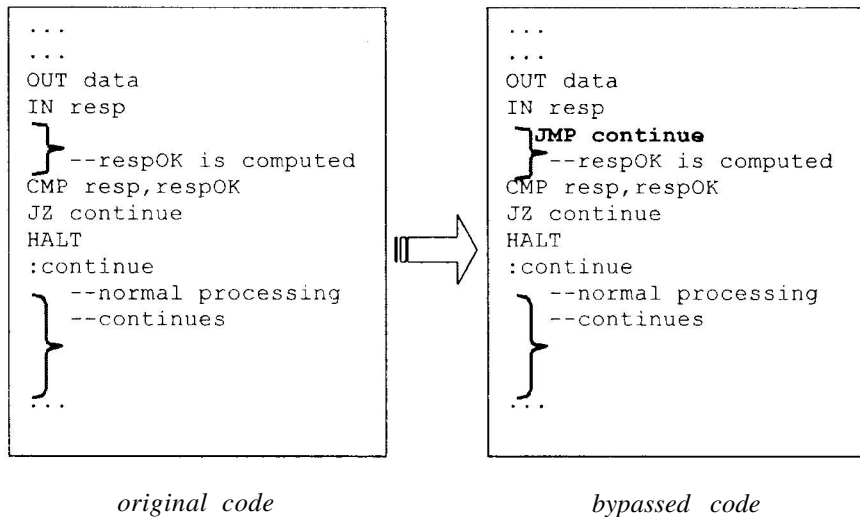 ...
...
OUT data
IN resp
--respOK is computed
CMP resp,respOK
JZ continue
HALT
:continue
--normal processing
--continues
...
original code
...
...
OUT data
IN resp
JMP continue
--respOK is computed
CMP resp,respOK
JZ continue
HALT
:continue
--normal processing
--continues
...
bypassed code